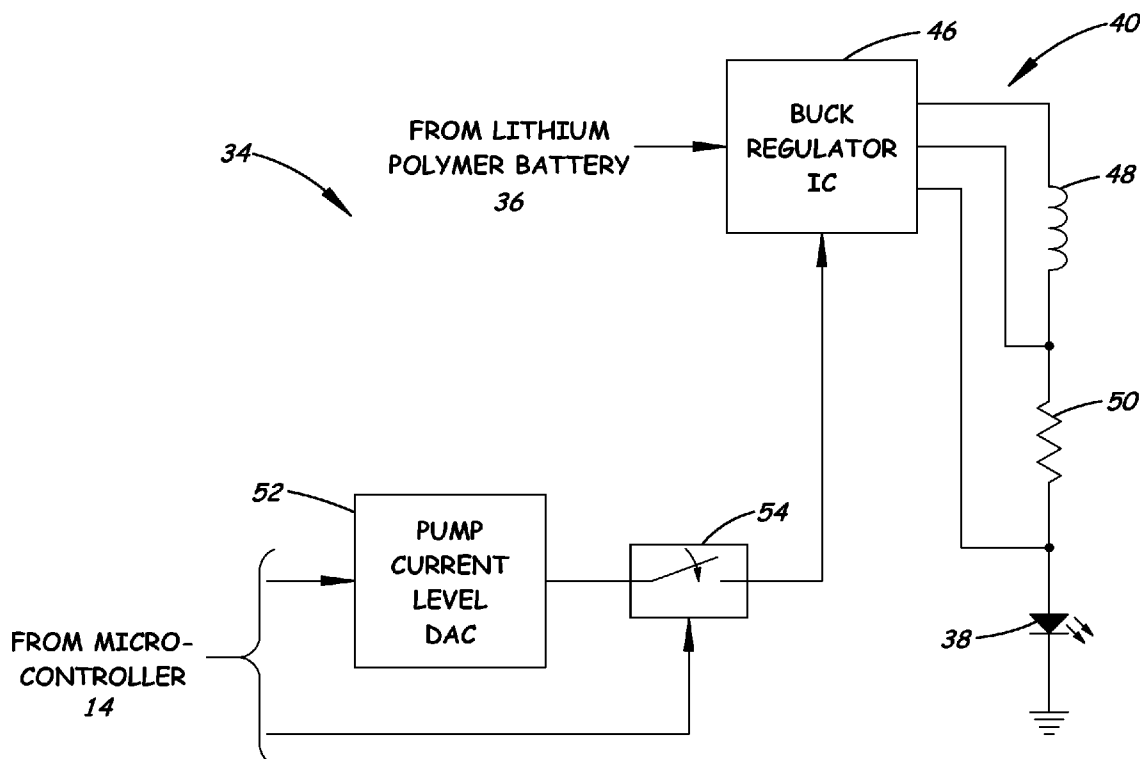 46
40
BUCK
REGULATOR
IC
FROM LITHIUM
POLYMER BATTERY
36
34
48
50
52
PUMP
CURRENT
LEVEL
DAC
54
FROM MICRO-
CONTROLLER
14
38